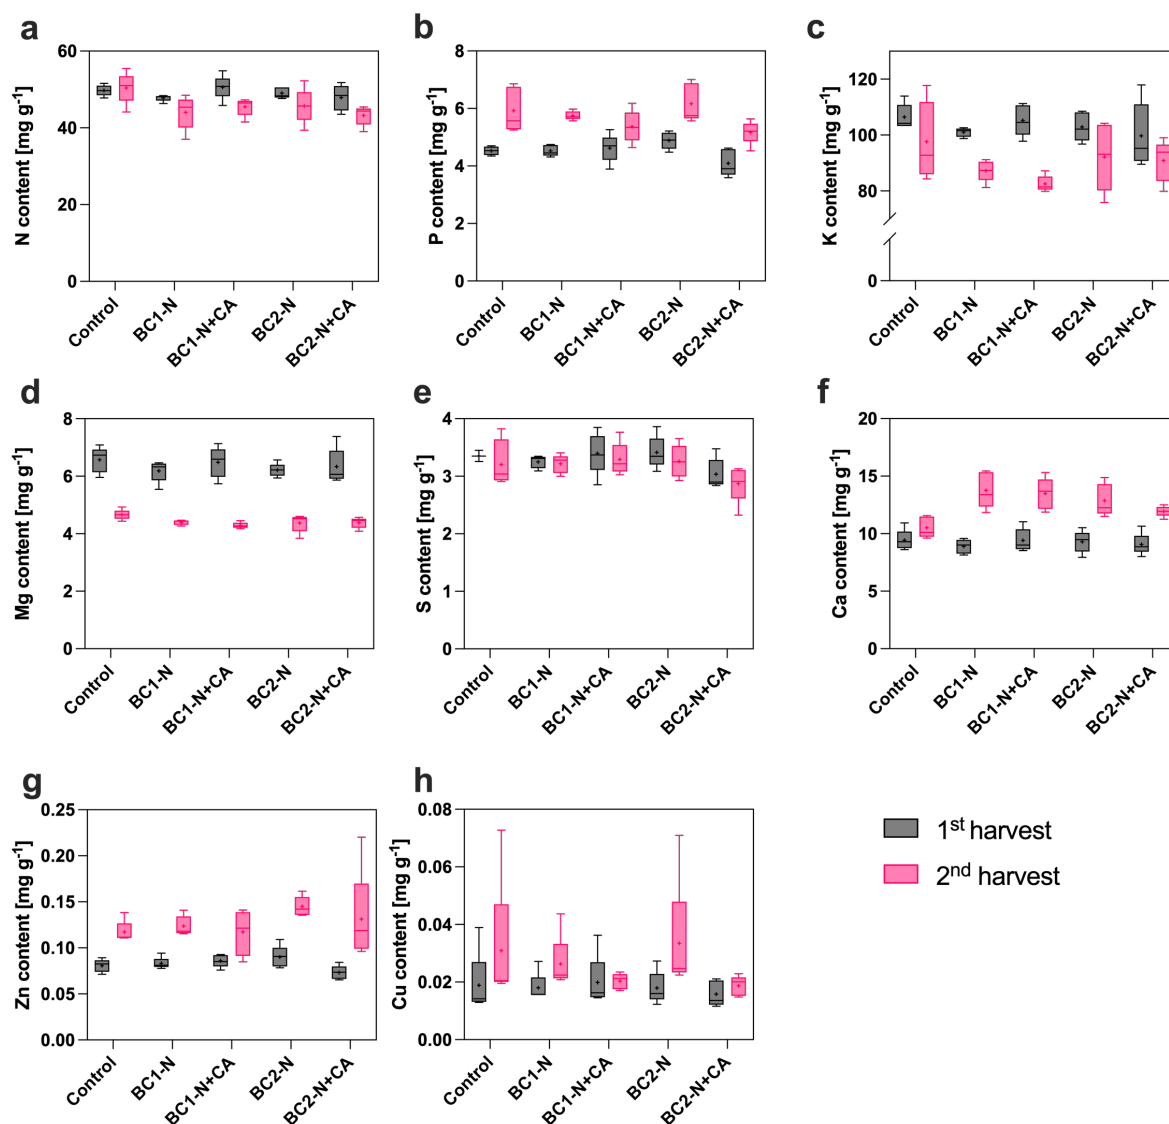 a
N content [mg g-1]
60
40
20
0
Control
BC1-N
BC1-N+CA
BC2-N
BC2-N+CA
b
P content [mg g-1]
8
6
4
2
0
Control
BC1-N
BC1-N+CA
BC2-N
BC2-N+CA
c
K content [mg g-1]
120
100
80
0
Control
BC1-N
BC1-N+CA
BC2-N
BC2-N+CA
d
Mg content [mg g-1]
8
6
4
2
0
Control
BC1-N
BC1-N+CA
BC2-N
BC2-N+CA
e
S content [mg g-1]
4
3
2
1
0
Control
BC1-N
BC1-N+CA
BC2-N
BC2-N+CA
f
Ca content [mg g-1]
20
15
10
5
0
Control
BC1-N
BC1-N+CA
BC2-N
BC2-N+CA
g
Zn content [mg g-1]
0.25
0.20
0.15
0.10
0.05
0.00
Control
BC1-N
BC1-N+CA
BC2-N
BC2-N+CA
h
Cu content [mg g-1]
0.08
0.06
0.04
0.02
0.00
Control
BC1-N
BC1-N+CA
BC2-N
BC2-N+CA
1st harvest
2nd harvest